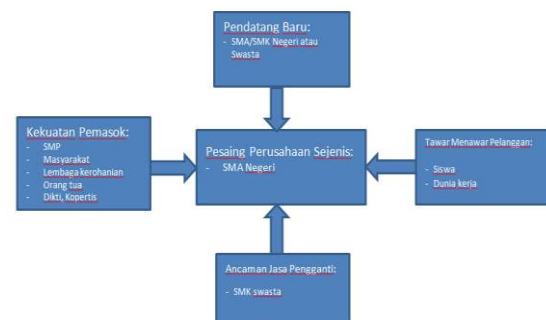 Pendatang Baru:
- SMA/SMK Negeri atau
Swasta
Kekuatan Pemasok:
- SMP
- Masyarakat
- Lembaga kerohanian
- Orang tua
- Dikti, Kopertis
Pesaing Perusahaan Sejenis:
- SMA Negeri
Tawar Menawar Pelanggan:
- Siswa
- Dunia kerja
Ancaman Jasa Pengganti:
- SMK swasta